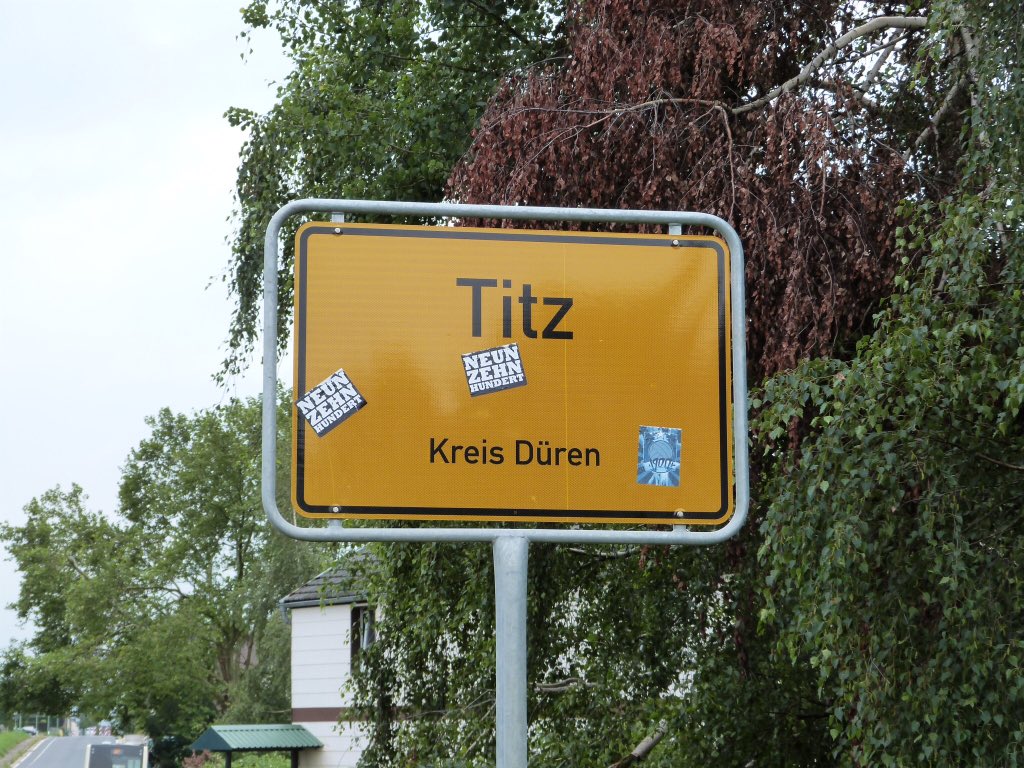 Titz
NEUN
ZEHN
HUNDERT
NEUN
ZEHN
HUNDERT
Kreis Düren